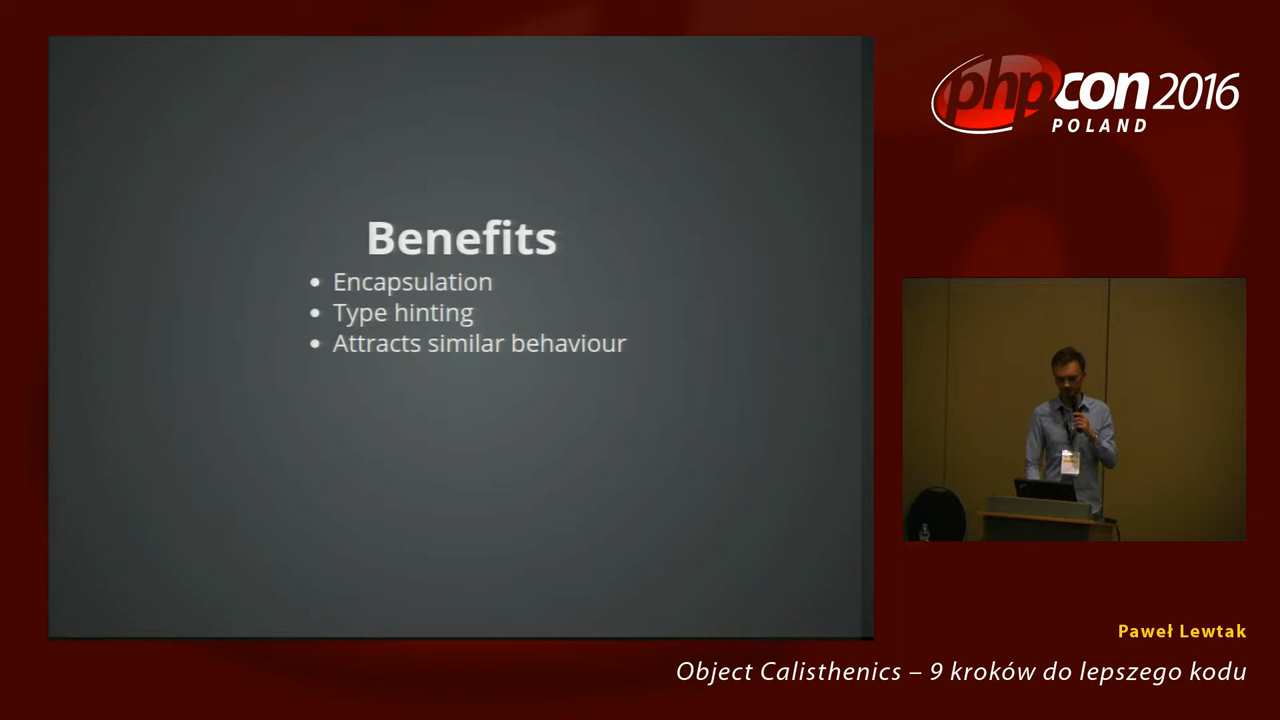 Benefits
Encapsulation
Type hinting
Attracts similar behaviour
phpcon 2016
POLAND
Paweł Lewtak
Object Calisthenics – 9 kroków do lepszego kodu